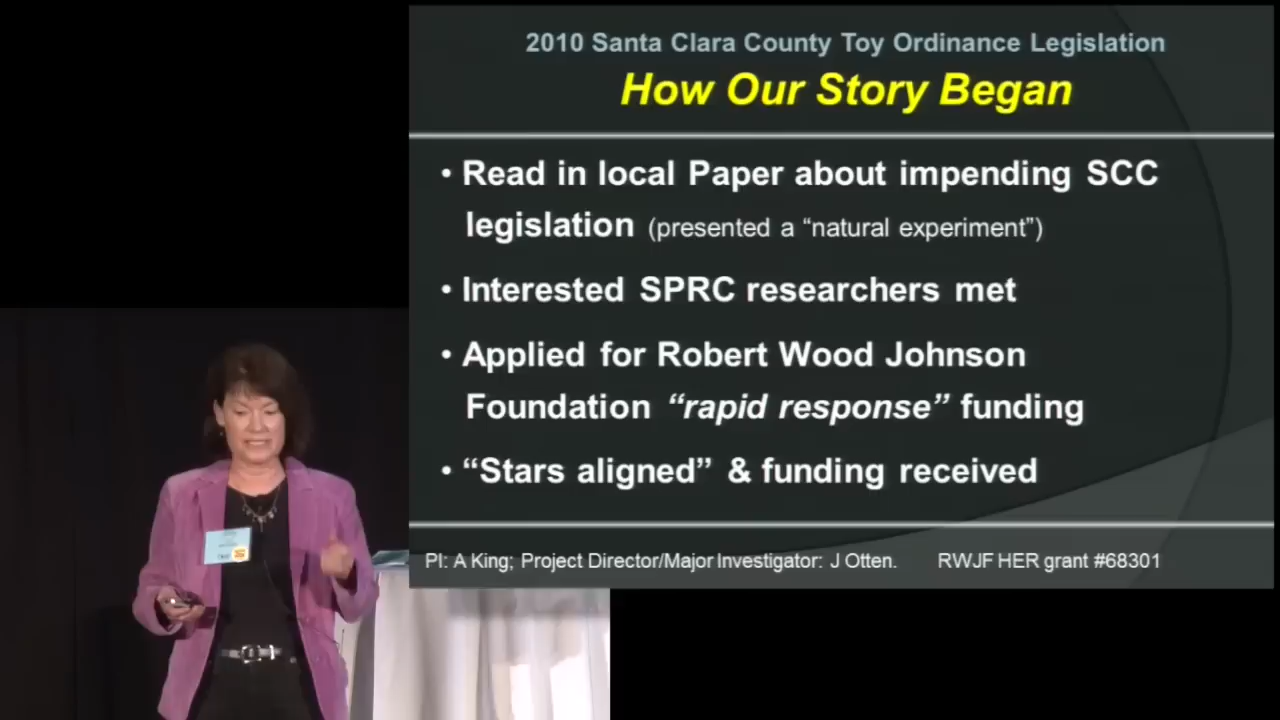 2010 Santa Clara County Toy Ordinance Legislation
How Our Story Began
• Read in local Paper about impending SCC
legislation (presented a “natural experiment”)
• Interested SPRC researchers met
• Applied for Robert Wood Johnson
Foundation “rapid response” funding
• “Stars aligned” & funding received
PI: A King; Project Director/Major Investigator: J Otten. RWJF HER grant #68301